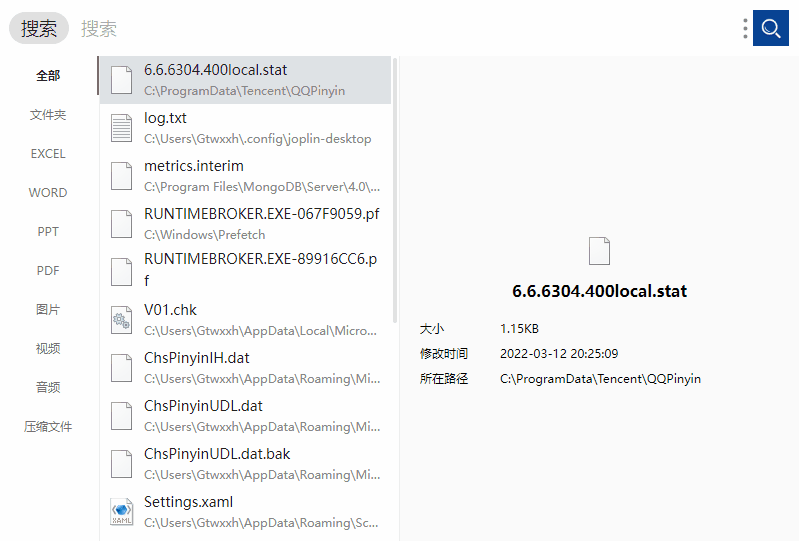 搜索 搜索
全部
文件夹
EXCEL
WORD
PPT
PDF
图片
视频
音频
压缩文件
6.6.6304.400local.stat
C:\ProgramData\Tencent\QQPinyin
log.txt
C:\Users\Gtwxxh\.config\joplin-desktop
metrics.interim
C:\Program Files\MongoDB\Server\4.0\...
RUNTIMEBROKER.EXE-067F9059.pf
C:\Windows\Prefetch
RUNTIMEBROKER.EXE-89916CC6.p
f
V01.chk
C:\Users\Gtwxxh\AppData\Local\Micro...
ChsPinyinIH.dat
C:\Users\Gtwxxh\AppData\Roaming\Mi...
ChsPinyinUDL.dat
C:\Users\Gtwxxh\AppData\Roaming\Mi...
ChsPinyinUDL.dat.bak
C:\Users\Gtwxxh\AppData\Roaming\Mi...
XAML
Settings.xaml
C:\Users\Gtwxxh\AppData\Roaming\Sc...
6.6.6304.400local.stat
大小 1.15KB
修改时间 2022-03-12 20:25:09
所在路径 C:\ProgramData\Tencent\QQPinyin